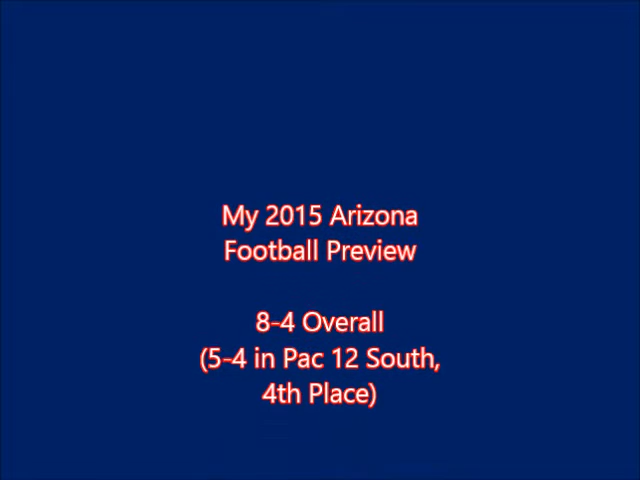 My 2015 Arizona
Football Preview
8-4 Overall
(5-4 in Pac 12 South,
4th Place)